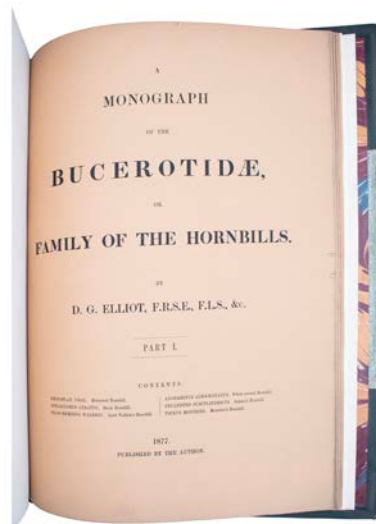 A
MONOGRAPH
OF THE
BUCEROTIDÆ,
OR,
FAMILY OF THE HORNBILLS.
BY
D. G. ELLIOT, F.R.S.E., F.L.S., &c.
PART I.
CONTENTS.
1877.
PUBLISHED BY THE AUTHOR.